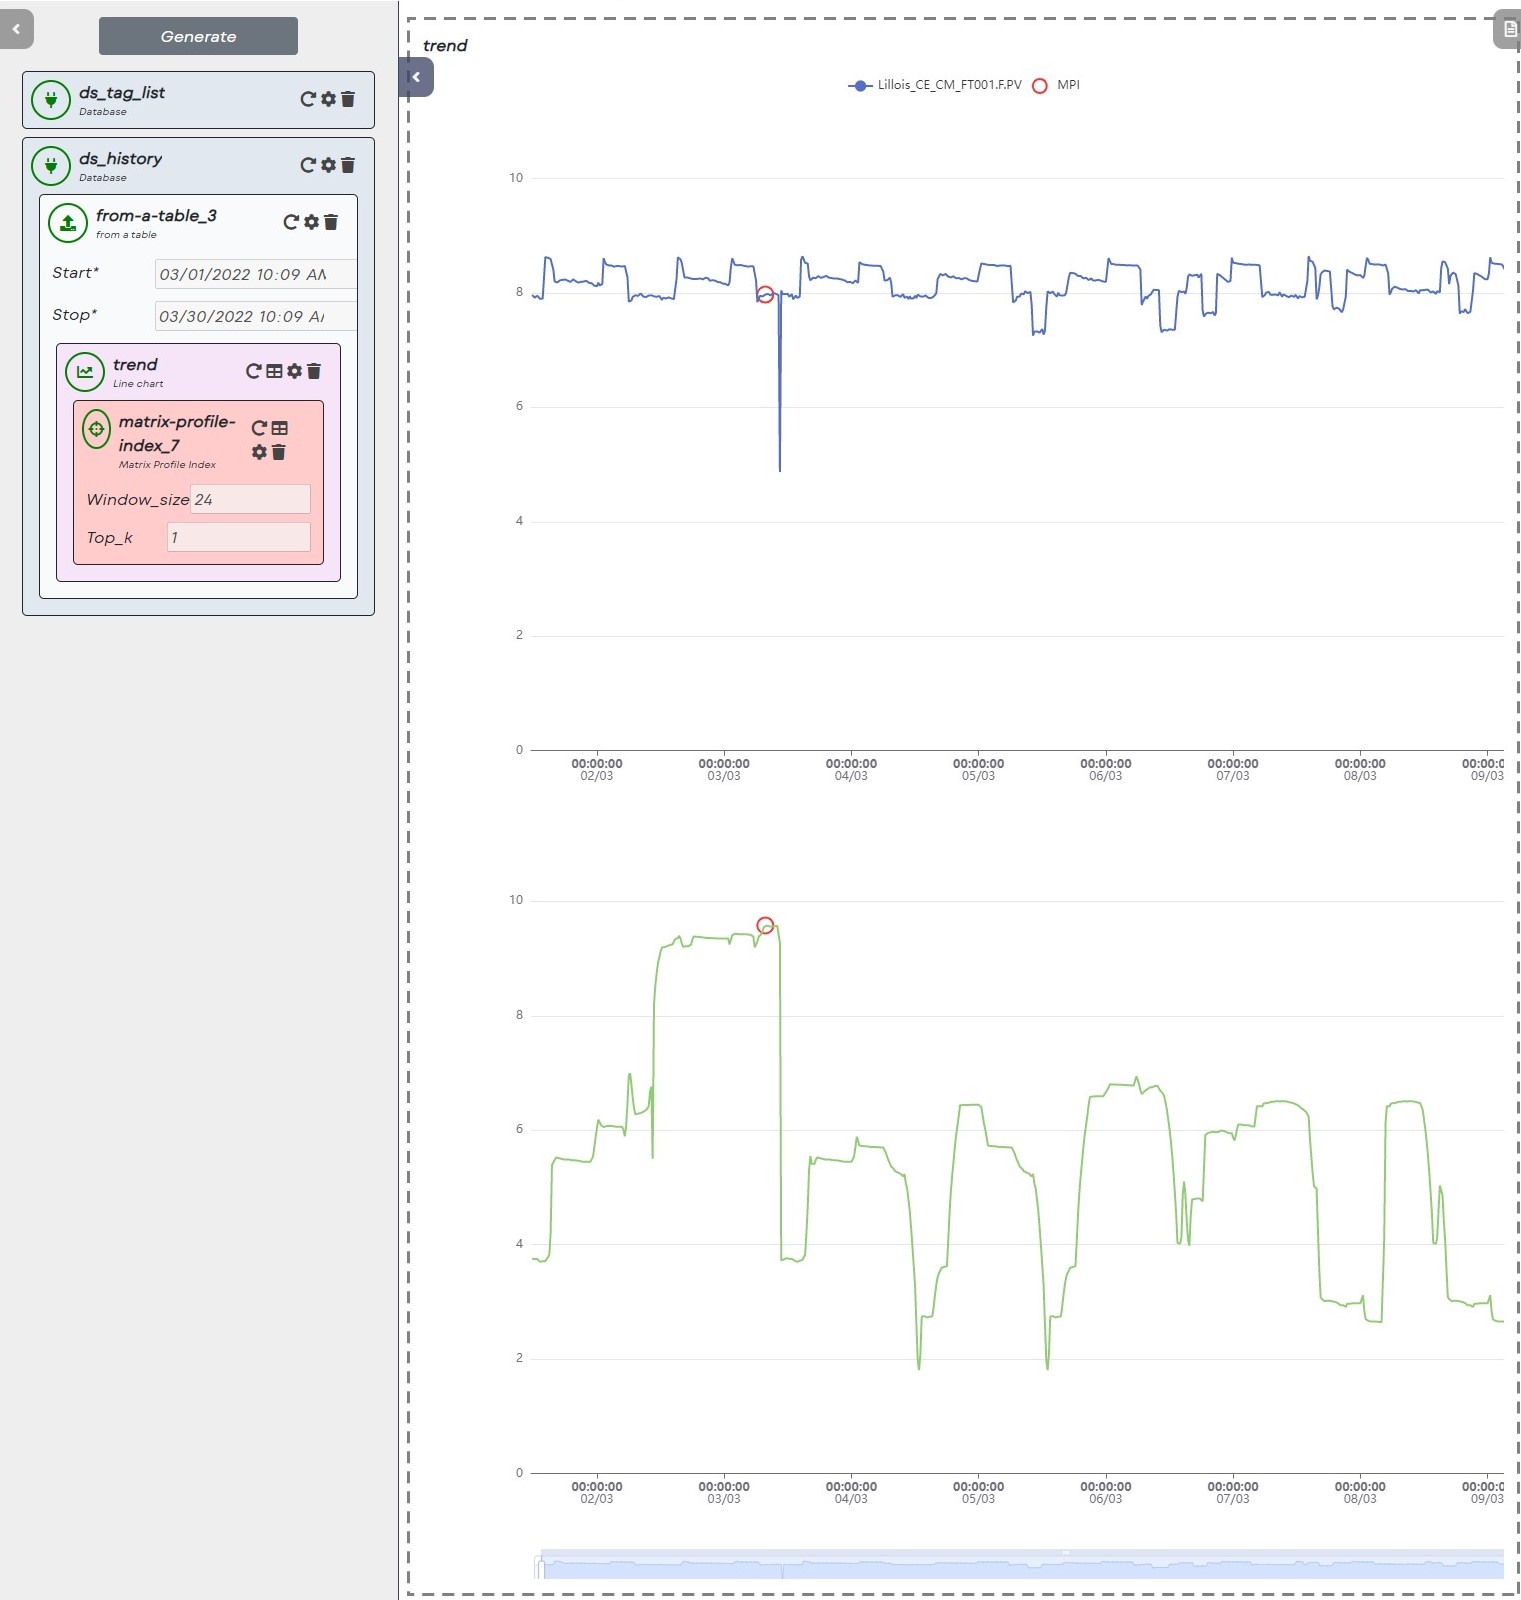 Generate
ds_tag_list
Database
ds_history
Database
from-a-table_3
from a table
Start*
03/01/2022 10:09 AM
Stop*
03/30/2022 10:09 A
trend
Line chart
matrix-profile-
index_7
Matrix Profile Index
Window_size 24
Top_k 1
trend
Lillois_CE_CM_FT001.F.PV MPI
10
8
6
4
2
0
00:00:00 00:00:00 00:00:00 00:00:00 00:00:00 00:00:00 00:00:00 00:00:0
02/03 03/03 04/03 05/03 06/03 07/03 08/03 09/03
10
8
6
4
2
0
00:00:00 00:00:00 00:00:00 00:00:00 00:00:00 00:00:00 00:00:00 00:00:0
02/03 03/03 04/03 05/03 06/03 07/03 08/03 09/03